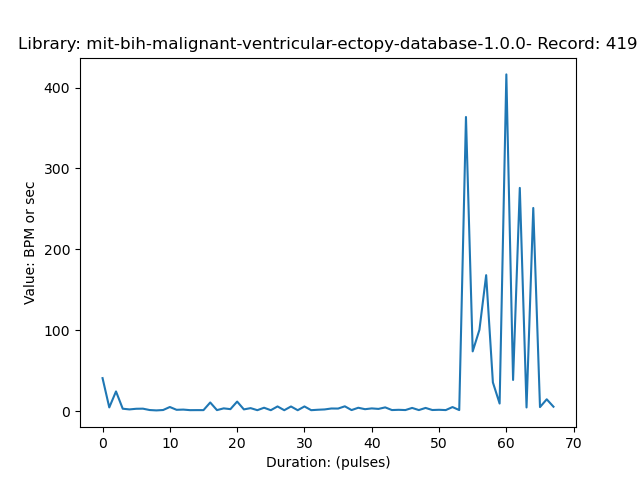 Library: mit-bih-malignant-ventricular-ectopy-database-1.0.0- Record: 419
400
300
200
100
0
Value: BPM or sec
0 10 20 30 40 50 60 70
Duration: (pulses)